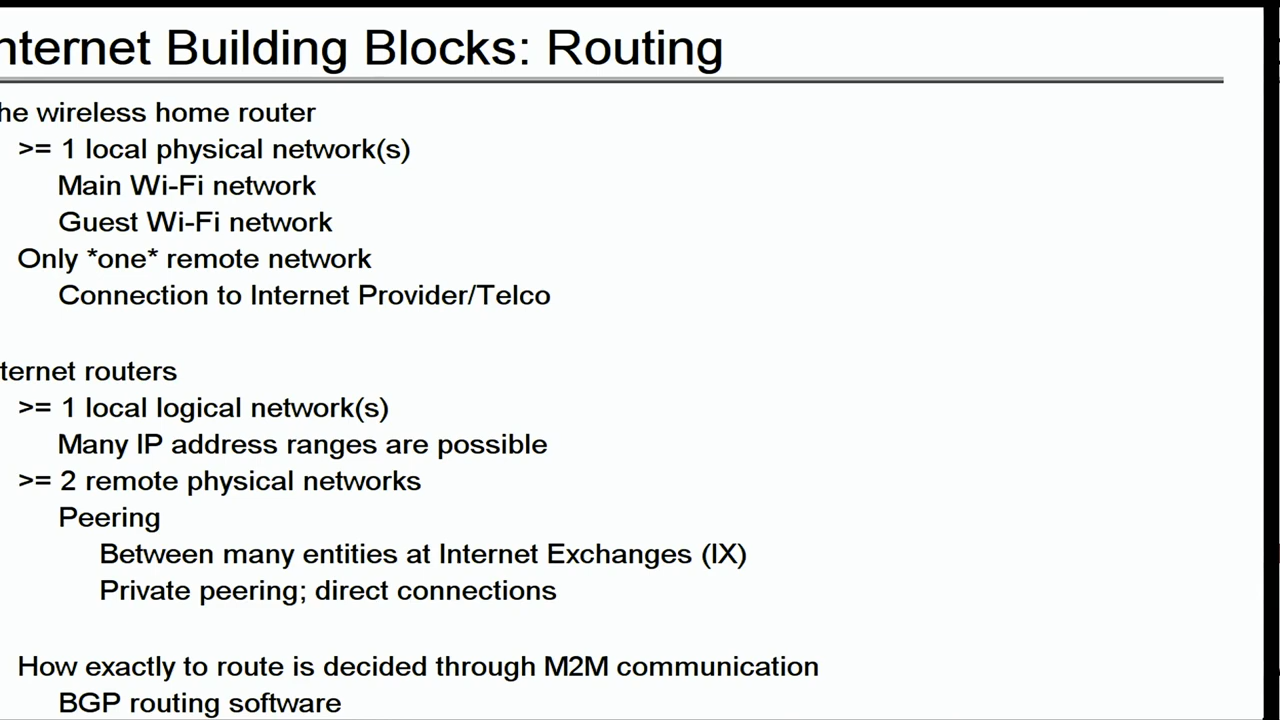 nternet Building Blocks: Routing
he wireless home router
>= 1 local physical network(s)
Main Wi-Fi network
Guest Wi-Fi network
Only *one* remote network
Connection to Internet Provider/Telco
ternet routers
>= 1 local logical network(s)
Many IP address ranges are possible
>= 2 remote physical networks
Peering
Between many entities at Internet Exchanges (IX)
Private peering; direct connections
How exactly to route is decided through M2M communication
BGP routing software